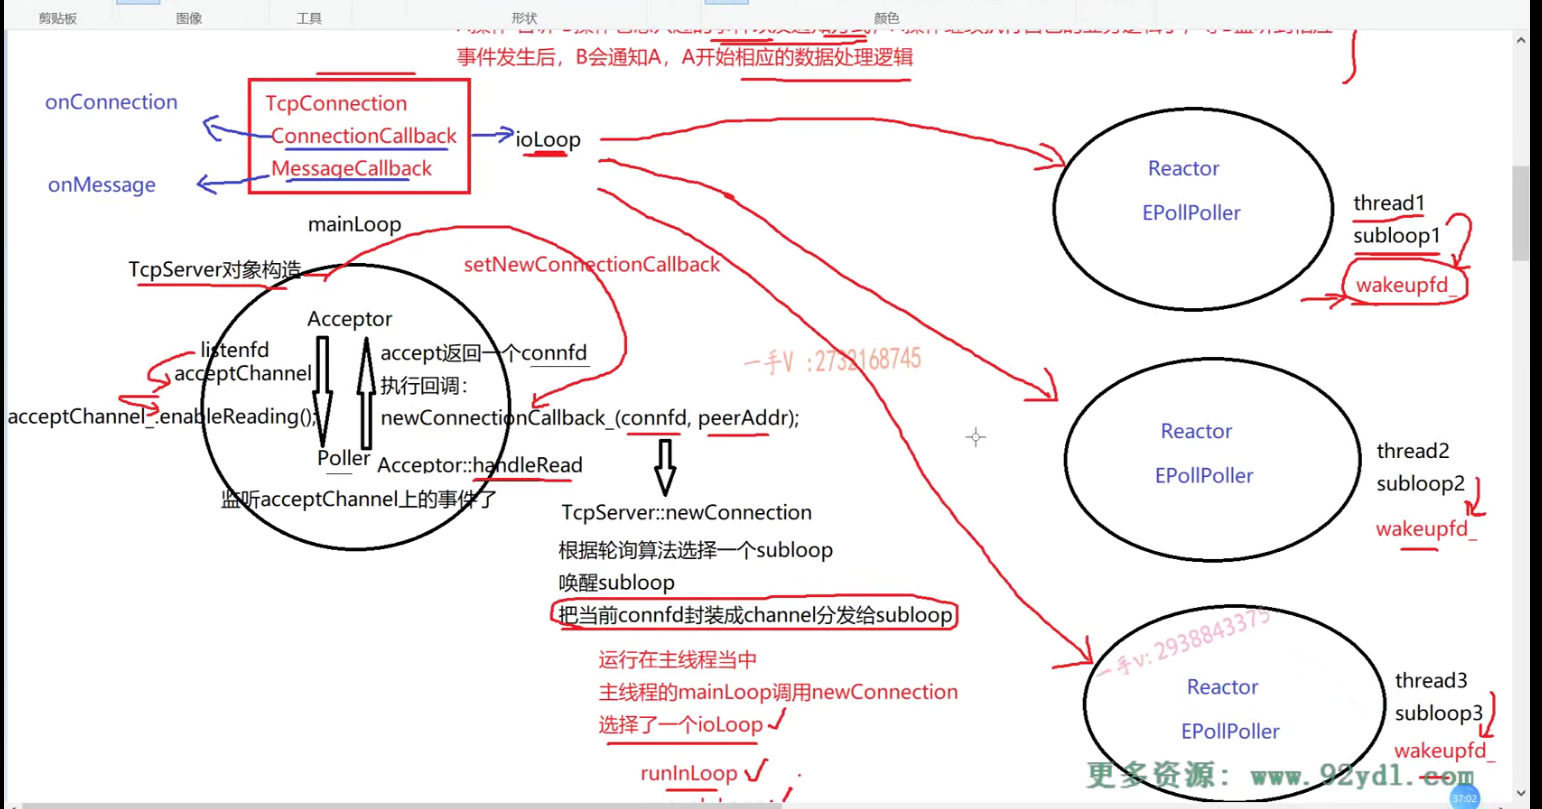 剪贴板
图像
工具
形状
颜色
事件发生后，B会通知A，A开始相应的数据处理逻辑
onConnection
TcpConnection
ConnectionCallback
MessageCallback
ioLoop
onMessage
mainLoop
TcpServer对象构造
setNewConnectionCallback
Acceptor
listenfd
acceptChannel
acceptChannel_.enableReading();
accept返回一个connfd
执行回调：
newConnectionCallback_(connfd, peerAddr);
Poller
Acceptor::handleRead
监听acceptChannel上的事件了
TcpServer::newConnection
根据轮询算法选择一个subloop
唤醒subloop
把当前connfd封装成channel分发给subloop
运行在主线程当中
主线程的mainLoop调用newConnection
选择了一个ioLoop
runInLoop
Reactor
EPollPoller
thread1
subloop1
wakeupfd_
一手V :2732168745
Reactor
EPollPoller
thread2
subloop2
wakeupfd_
一手v:2938843375
Reactor
EPollPoller
thread3
subloop3
wakeupfd_
更多资源：www.92ydl.com
37:02